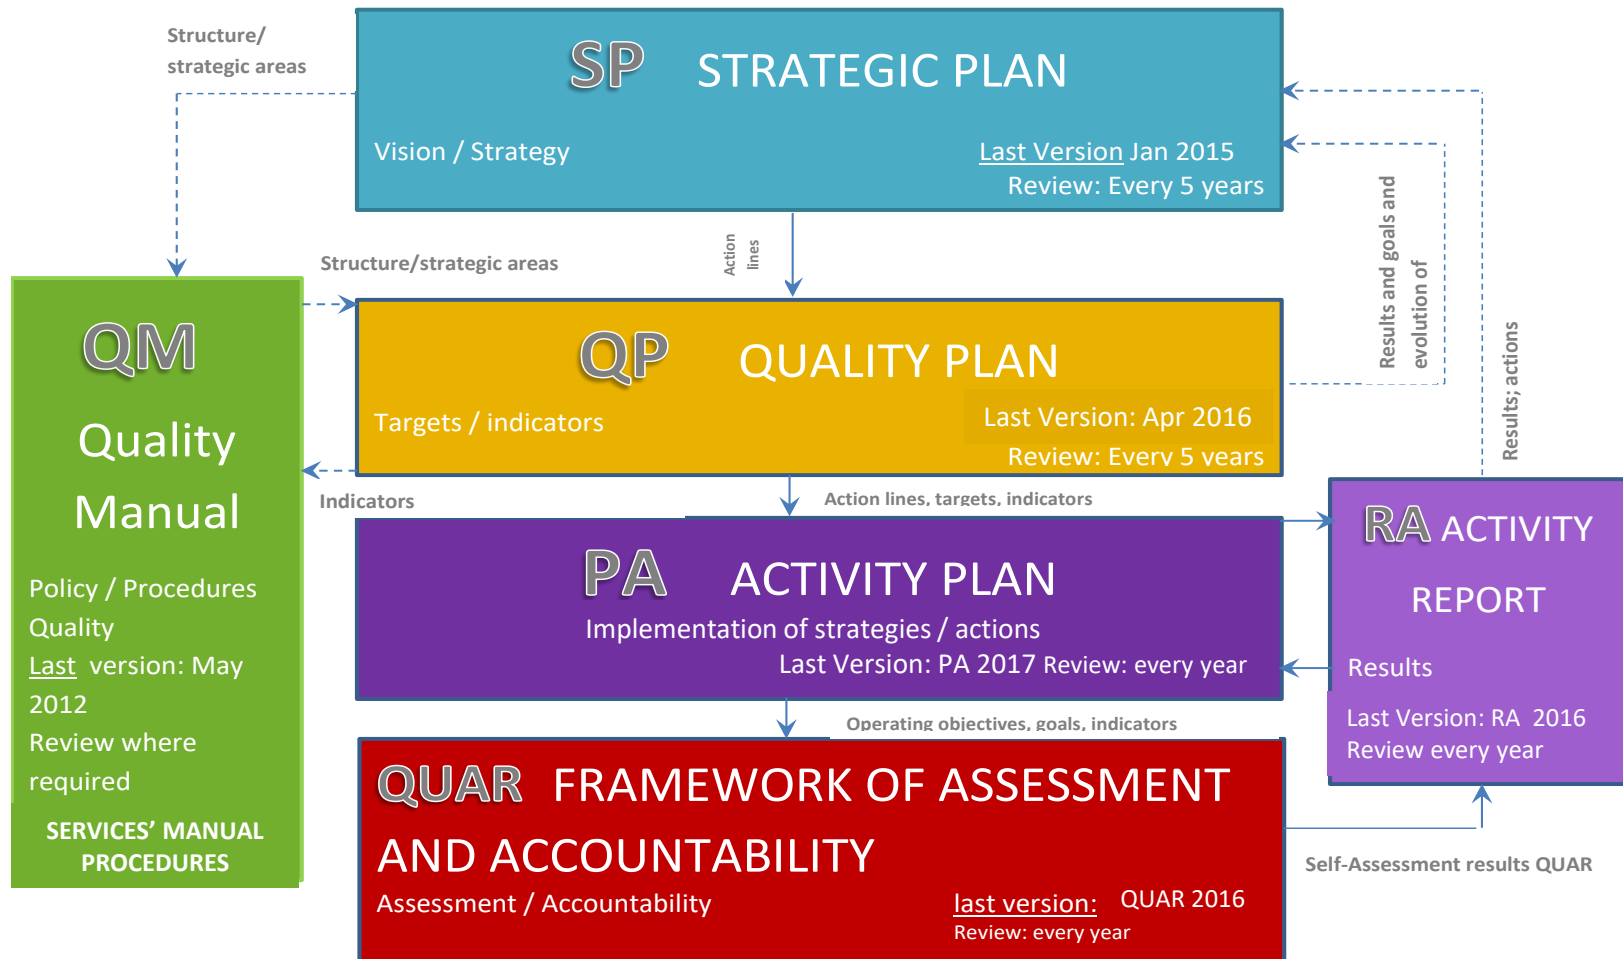 Structure/
strategic areas
SP STRATEGIC PLAN
Vision / Strategy
Last Version Jan 2015
Review: Every 5 years
Action
lines
Structure/strategic areas
Results and goals and
evolution of
Results; actions
QM
Quality
Manual
Policy / Procedures
Quality
Last version: May
2012
Review where
required
SERVICES’ MANUAL
PROCEDURES
QP QUALITY PLAN
Targets / indicators
Last Version: Apr 2016
Review: Every 5 years
Indicators
Action lines, targets, indicators
PA ACTIVITY PLAN
Implementation of strategies / actions
Last Version: PA 2017 Review: every year
RA ACTIVITY
REPORT
Results
Last Version: RA 2016
Review every year
Operating objectives, goals, indicators
QUAR FRAMEWORK OF ASSESSMENT
AND ACCOUNTABILITY
Assessment / Accountability
last version: QUAR 2016
Review: every year
Self-Assessment results QUAR